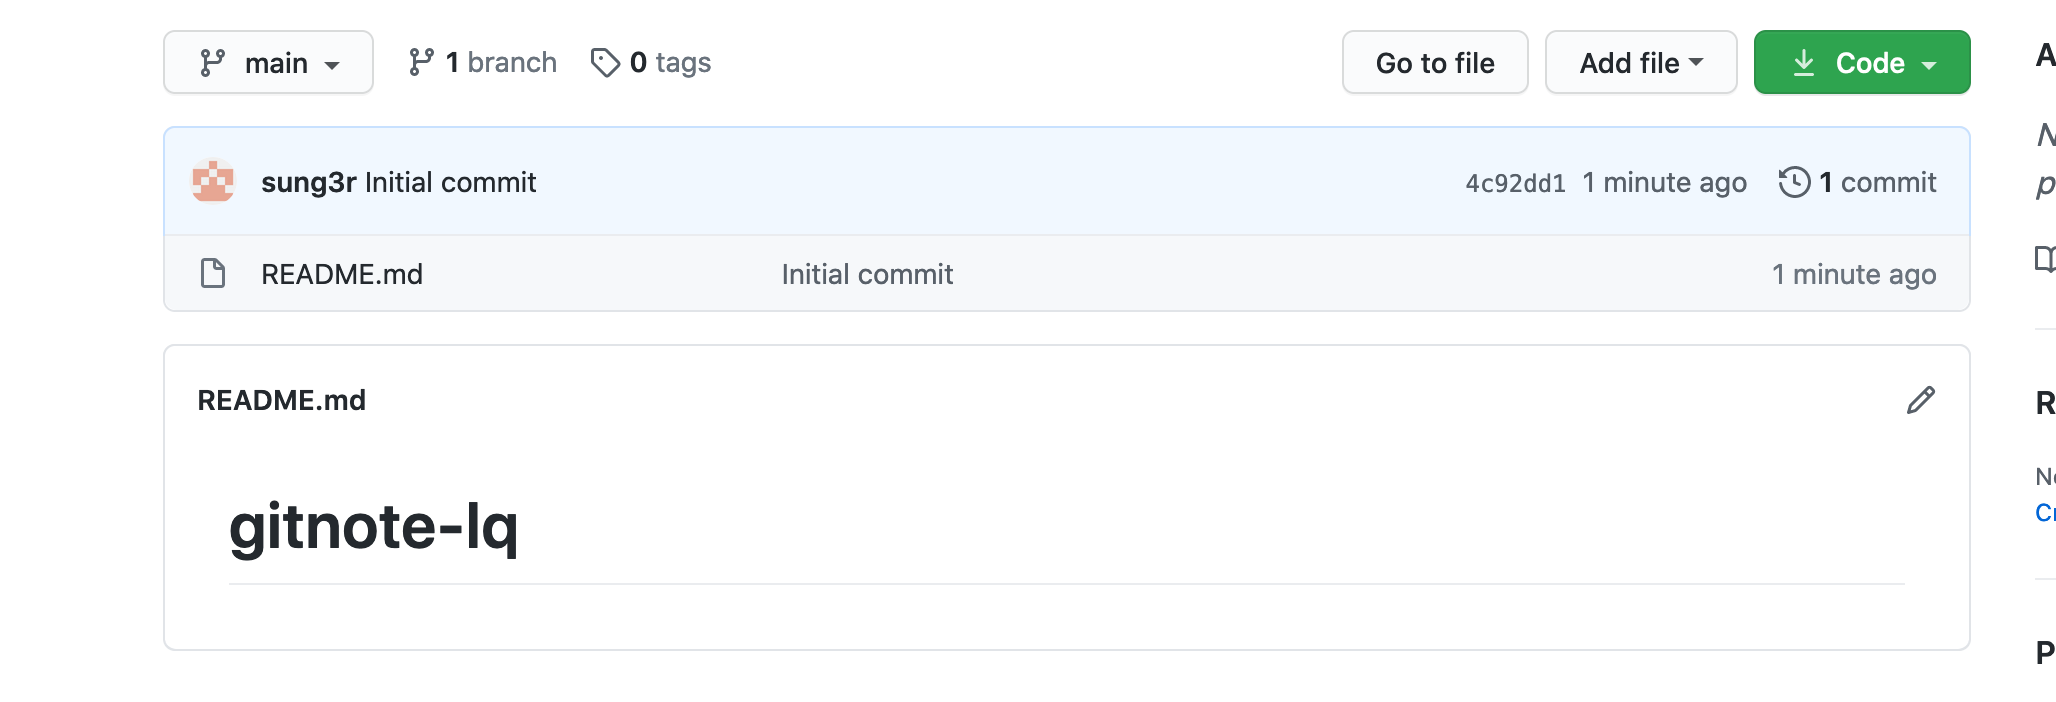 main 1 branch 0 tags Go to file Add file Code
sung3r Initial commit 4c92dd1 1 minute ago 1 commit
README.md Initial commit 1 minute ago
README.md
gitnote-lq